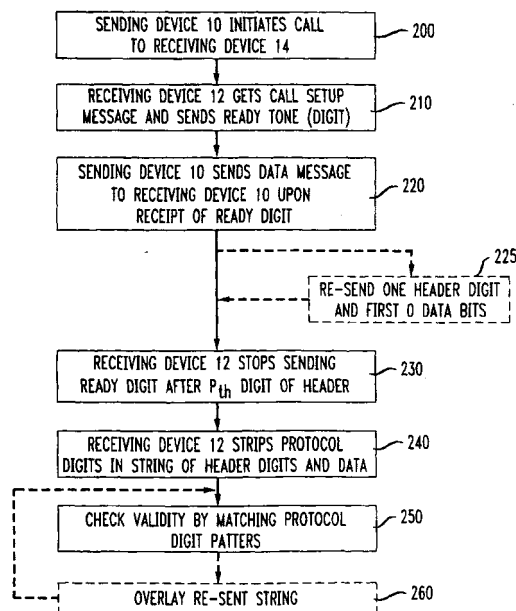 SENDING DEVICE 10 INITIATES CALL
TO RECEIVING DEVICE 14
200
RECEIVING DEVICE 12 GETS CALL SETUP
MESSAGE AND SENDS READY TONE (DIGIT)
210
SENDING DEVICE 10 SENDS DATA MESSAGE
TO RECEIVING DEVICE 10 UPON
RECEIPT OF READY DIGIT
220
225
RE-SEND ONE HEADER DIGIT
AND FIRST 0 DATA BITS
RECEIVING DEVICE 12 STOPS SENDING
READY DIGIT AFTER Pth DIGIT OF HEADER
230
RECEIVING DEVICE 12 STRIPS PROTOCOL
DIGITS IN STRING OF HEADER DIGITS AND DATA
240
CHECK VALIDITY BY MATCHING PROTOCOL
DIGIT PATTERS
250
OVERLAY RE-SENT STRING
260